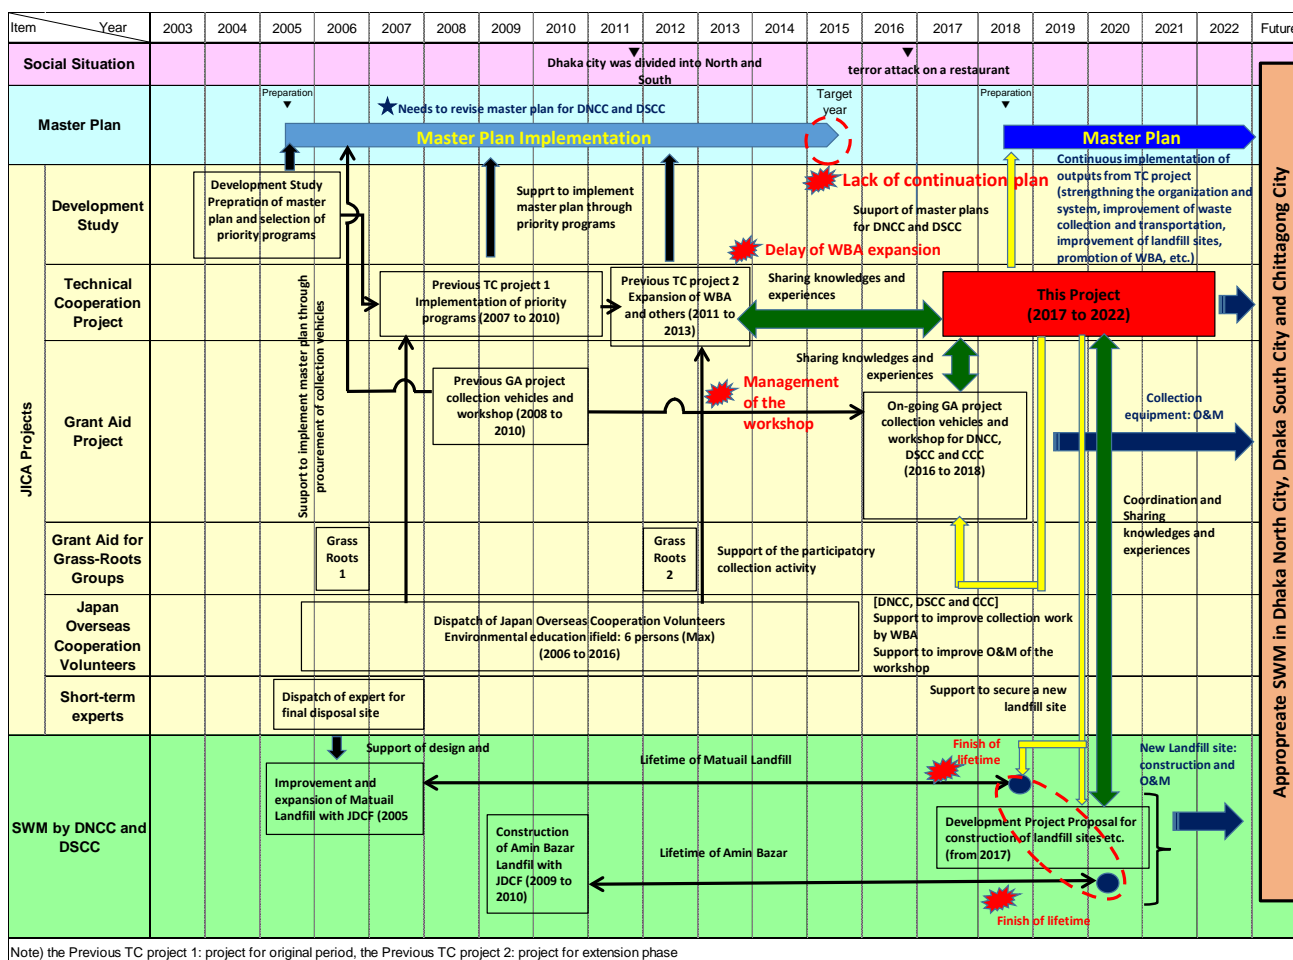 Item
Year
2003
2004
2005
2006
2007
2008
2009
2010
2011
2012
2013
2014
2015
2016
2017
2018
2019
2020
2021
2022
Future
Social Situation
Dhaka city was divided into North and
South
terror attack on a restaurant
Master Plan
Preparation
Needs to revise master plan for DNCC and DSCC
Master Plan Implementation
Target
year
Preparation
Master Plan
JICA Projects
Development
Study
Development Study
Prepration of master
plan and selection of
priority programs
Supprt to implement
master plan through
priority programs
Lack of continuation plan
Suuport of master plans
for DNCC and DSCC
Delay of WBA expansion
Continuous implementation of
outputs from TC project
(strengthning the organization and
system, improvement of waste
collection and transportation,
improvement of landfill sites,
promotion of WBA, etc.)
Technical
Cooperation
Project
Suuport to implement master plan through
procurement of collection vehicles
Previous TC project 1
Implementation of priority
programs (2007 to 2010)
Previous TC project 2
Expansion of WBA
and others (2011 to
2013)
Sharing knowledges and
experiences
This Project
(2017 to 2022)
Grant Aid
Project
Previous GA project
collection vehicles and
workshop (2008 to
2010)
Management
of the
workshop
Sharing knowledges and
experiences
On-going GA project
collection vehicles and
workshop for DNCC,
DSCC and CCC
(2016 to 2018)
Collection
equipment: O&M
Coordination and
Sharing
knowledges and
experiences
Grant Aid for
Grass-Roots
Groups
Grass
Roots
1
Grass
Roots
2
Support of the participatory
collection activity
Japan
Overseas
Cooperation
Volunteers
Dispatch of Japan Overseas Cooperation Volunteers
Environmental education ifield: 6 persons (Max)
(2006 to 2016)
[DNCC, DSCC and CCC]
Support to improve collection work
by WBA
Support to improve O&M of the
workshop
Short-term
experts
Dispatch of expert for
final disposal site
Support to secure a new
landfill site
SWM by DNCC and
DSCC
Support of design and
Improvement and
expansion of Matuail
Landfill with JDCF (2005
Lifetime of Matuail Landfill
Finish of
lifetime
New Landfill site:
construction and
O&M
Construction
of Amin Bazar
Landfil with
JDCF (2009 to
2010)
Lifetime of Amin Bazar
Development Project Proposal for
construction of landfill sites etc.
(from 2017)
Finish of lifetime
Appropreate SWM in Dhaka North City, Dhaka South City and Chittagong City
Note) the Previous TC project 1: project for original period, the Previous TC project 2: project for extension phase